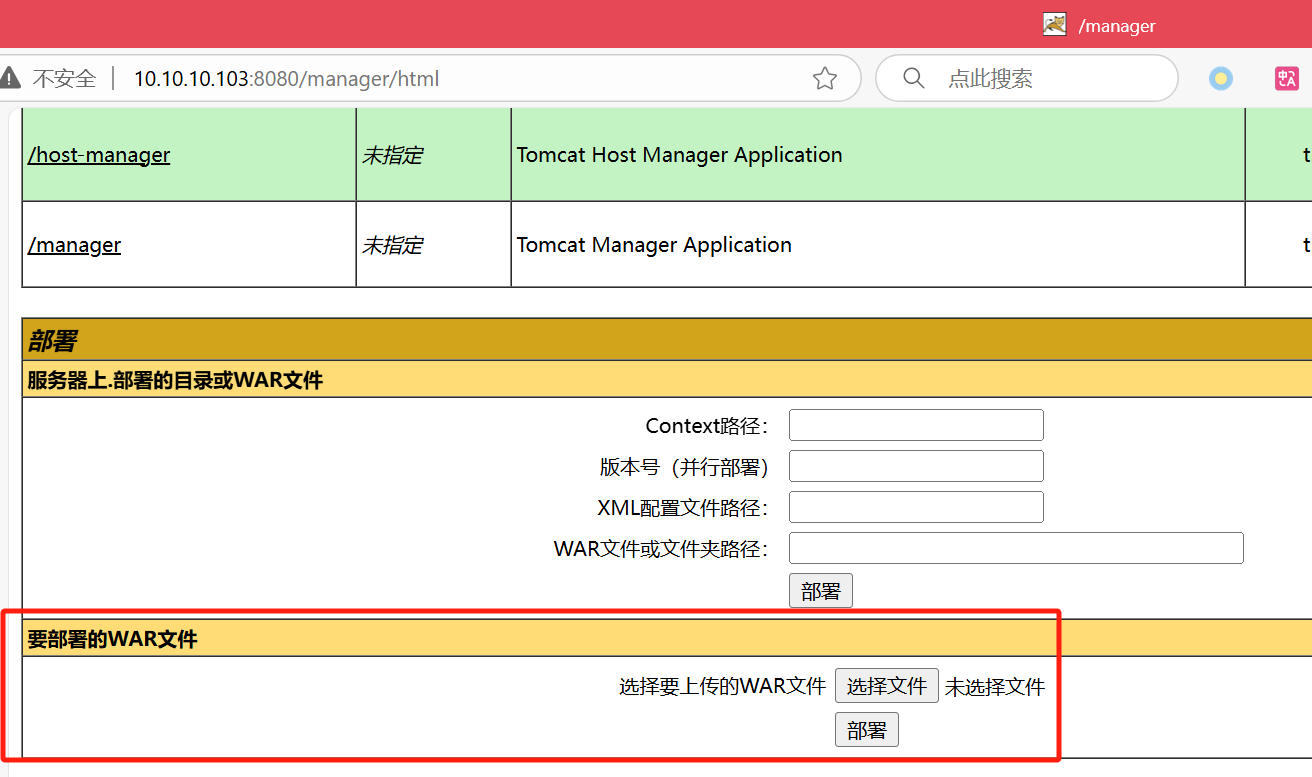 /manager
不安全 10.10.10.103:8080/manager/html 点此搜索
/host-manager 未指定 Tomcat Host Manager Application t
/manager 未指定 Tomcat Manager Application t
部署
服务器上.部署的目录或WAR文件
Context路径：
版本号（并行部署）
XML配置文件路径：
WAR文件或文件夹路径：
部署
要部署的WAR文件
选择要上传的WAR文件 选择文件 未选择文件
部署